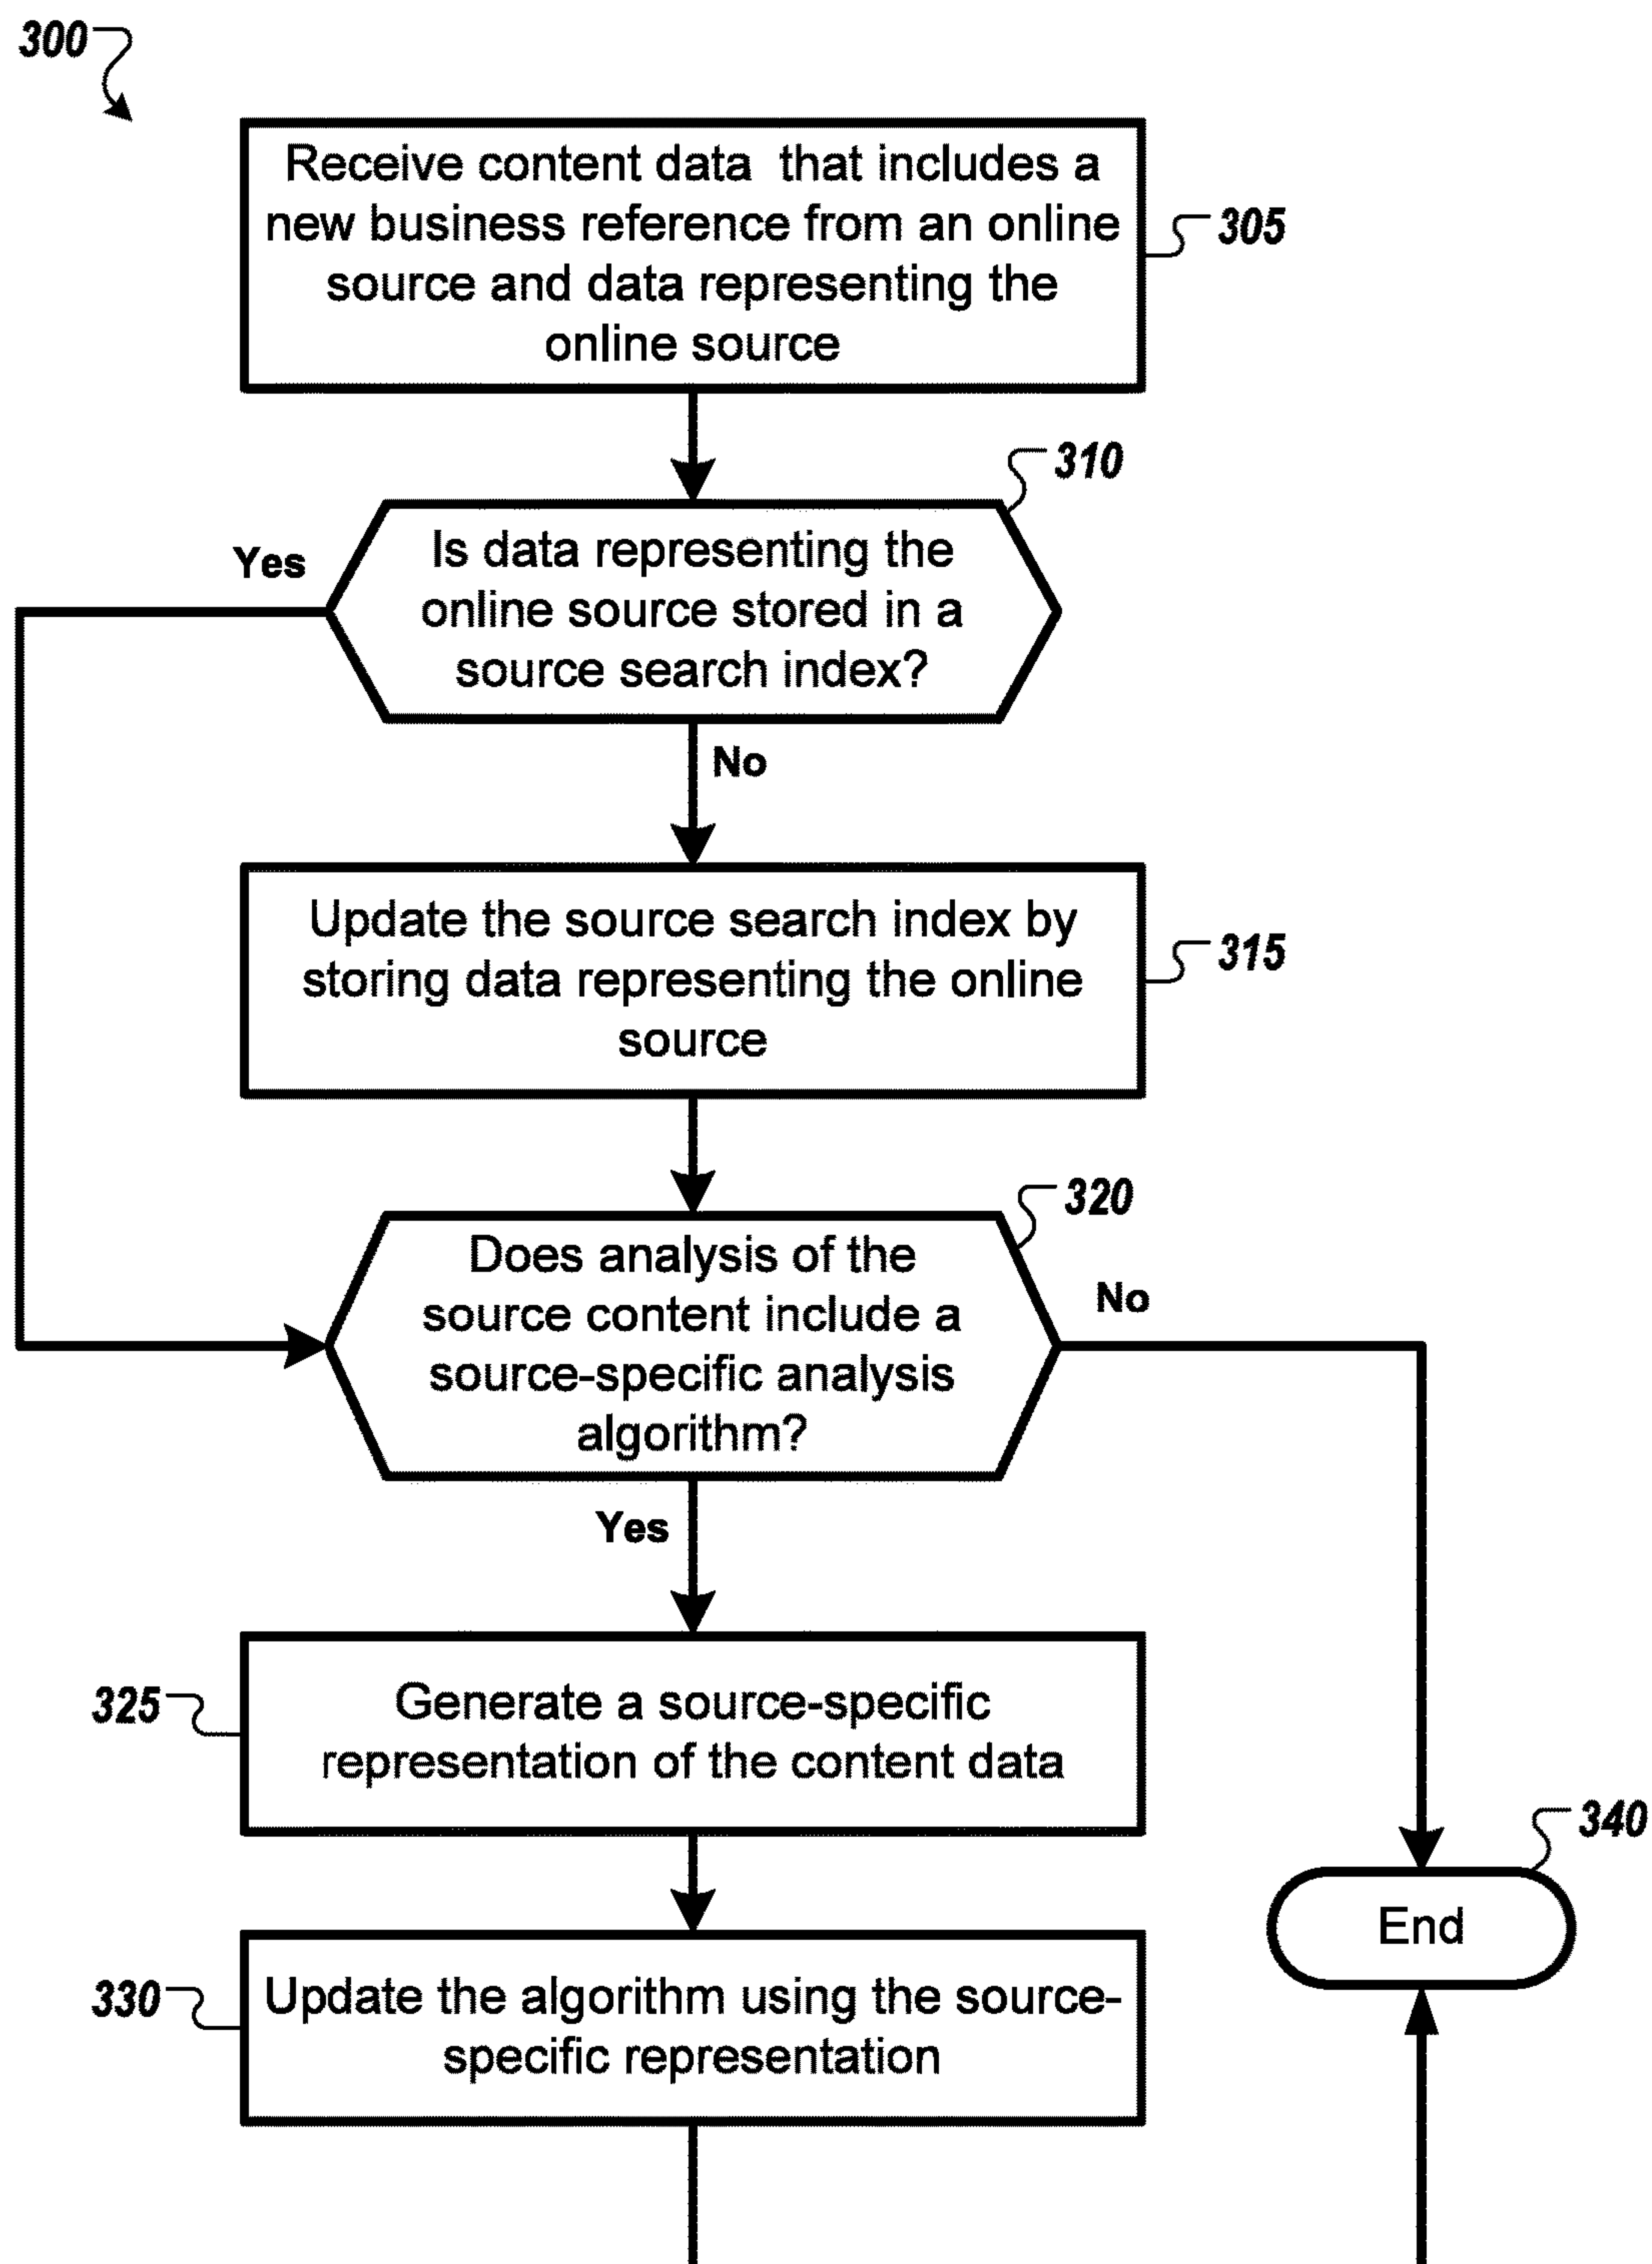 300
Receive content data that includes a
new business reference from an online
source and data representing the
online source
305
310
Is data representing the
online source stored in a
source search index?
Yes
No
Update the source search index by
storing data representing the online
source
315
320
Does analysis of the
source content include a
source-specific analysis
algorithm?
No
Yes
325
Generate a source-specific
representation of the content data
340
End
330
Update the algorithm using the source-
specific representation